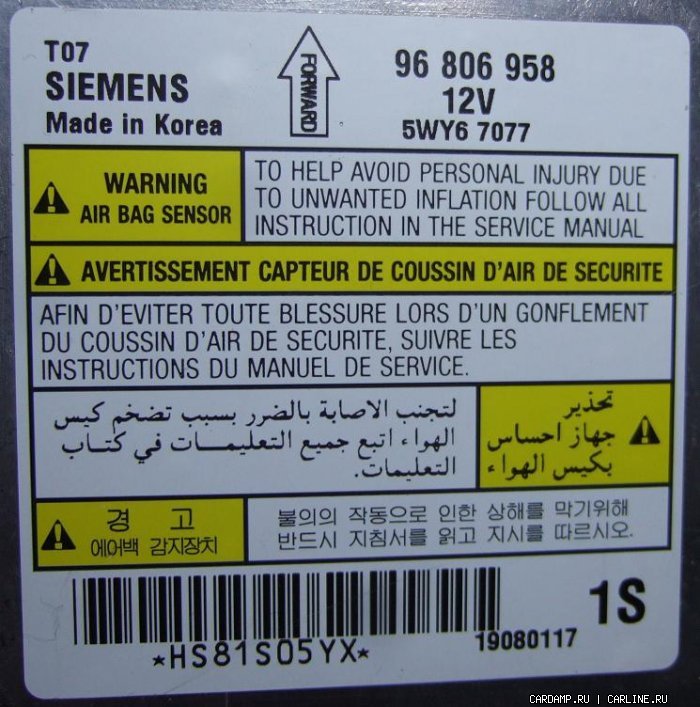 T07
SIEMENS
Made in Korea
FORWARD
96 806 958
12V
5WY6 7077
WARNING
AIR BAG SENSOR
TO HELP AVOID PERSONAL INJURY DUE
TO UNWANTED INFLATION FOLLOW ALL
INSTRUCTION IN THE SERVICE MANUAL
AVERTISSEMENT CAPTEUR DE COUSSIN D'AIR DE SECURITE
AFIN D'EVITER TOUTE BLESSURE LORS D'UN GONFLEMENT
DU COUSSIN D'AIR DE SECURITE, SUIVRE LES
INSTRUCTIONS DU MANUEL DE SERVICE.
تحذير
جهاز احساس
بكيس الهواء
لتجنب الاصابة بالضرر بسبب تضخم كيس
الهواء اتبع جميع التعليمات في كتاب
التعليمات.
경 고
에어백 감지장치
불의의 작동으로 인한 상해를 막기위해
반드시 지침서를 읽고 지시를 따르시오.
*HS81S05YX*
19080117
1S
CARDAMP.RU | CARLINE.RU